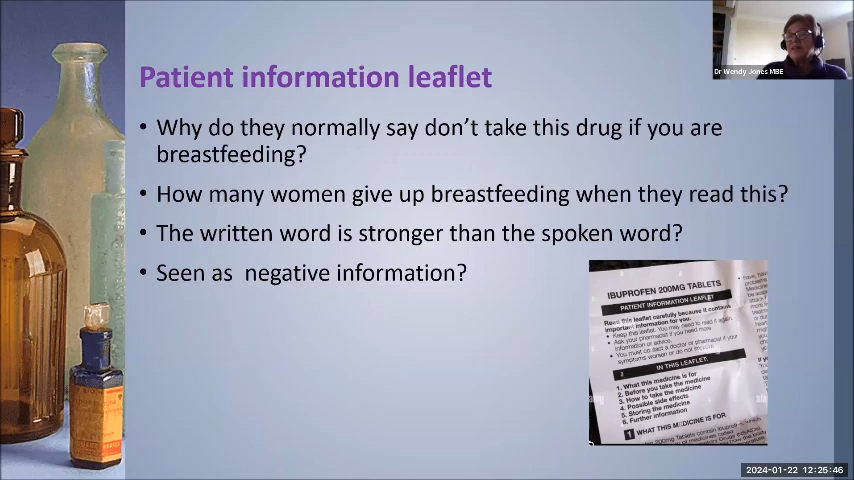 Dr Wendy Jones MBE
Patient information leaflet
• Why do they normally say don’t take this drug if you are
breastfeeding?
• How many women give up breastfeeding when they read this?
• The written word is stronger than the spoken word?
• Seen as  negative information?
IBUPROFEN 200MG TABLETS
PATIENT INFORMATION LEAFLET
Read this leaflet carefully because it contains
important information for you.
• Keep this leaflet. You may need to read it again.
• Ask your pharmacist if you need more
information or advice.
• You must contact a doctor or pharmacist if your
symptoms worsen or do not improve.
IN THIS LEAFLET:
1. What this medicine is for
2. Before you take the medicine
3. How to take the medicine
4. Possible side effects
5. Storing the medicine
6. Further information
1 WHAT THIS MEDICINE IS FOR
2024-01-22 12:25:46